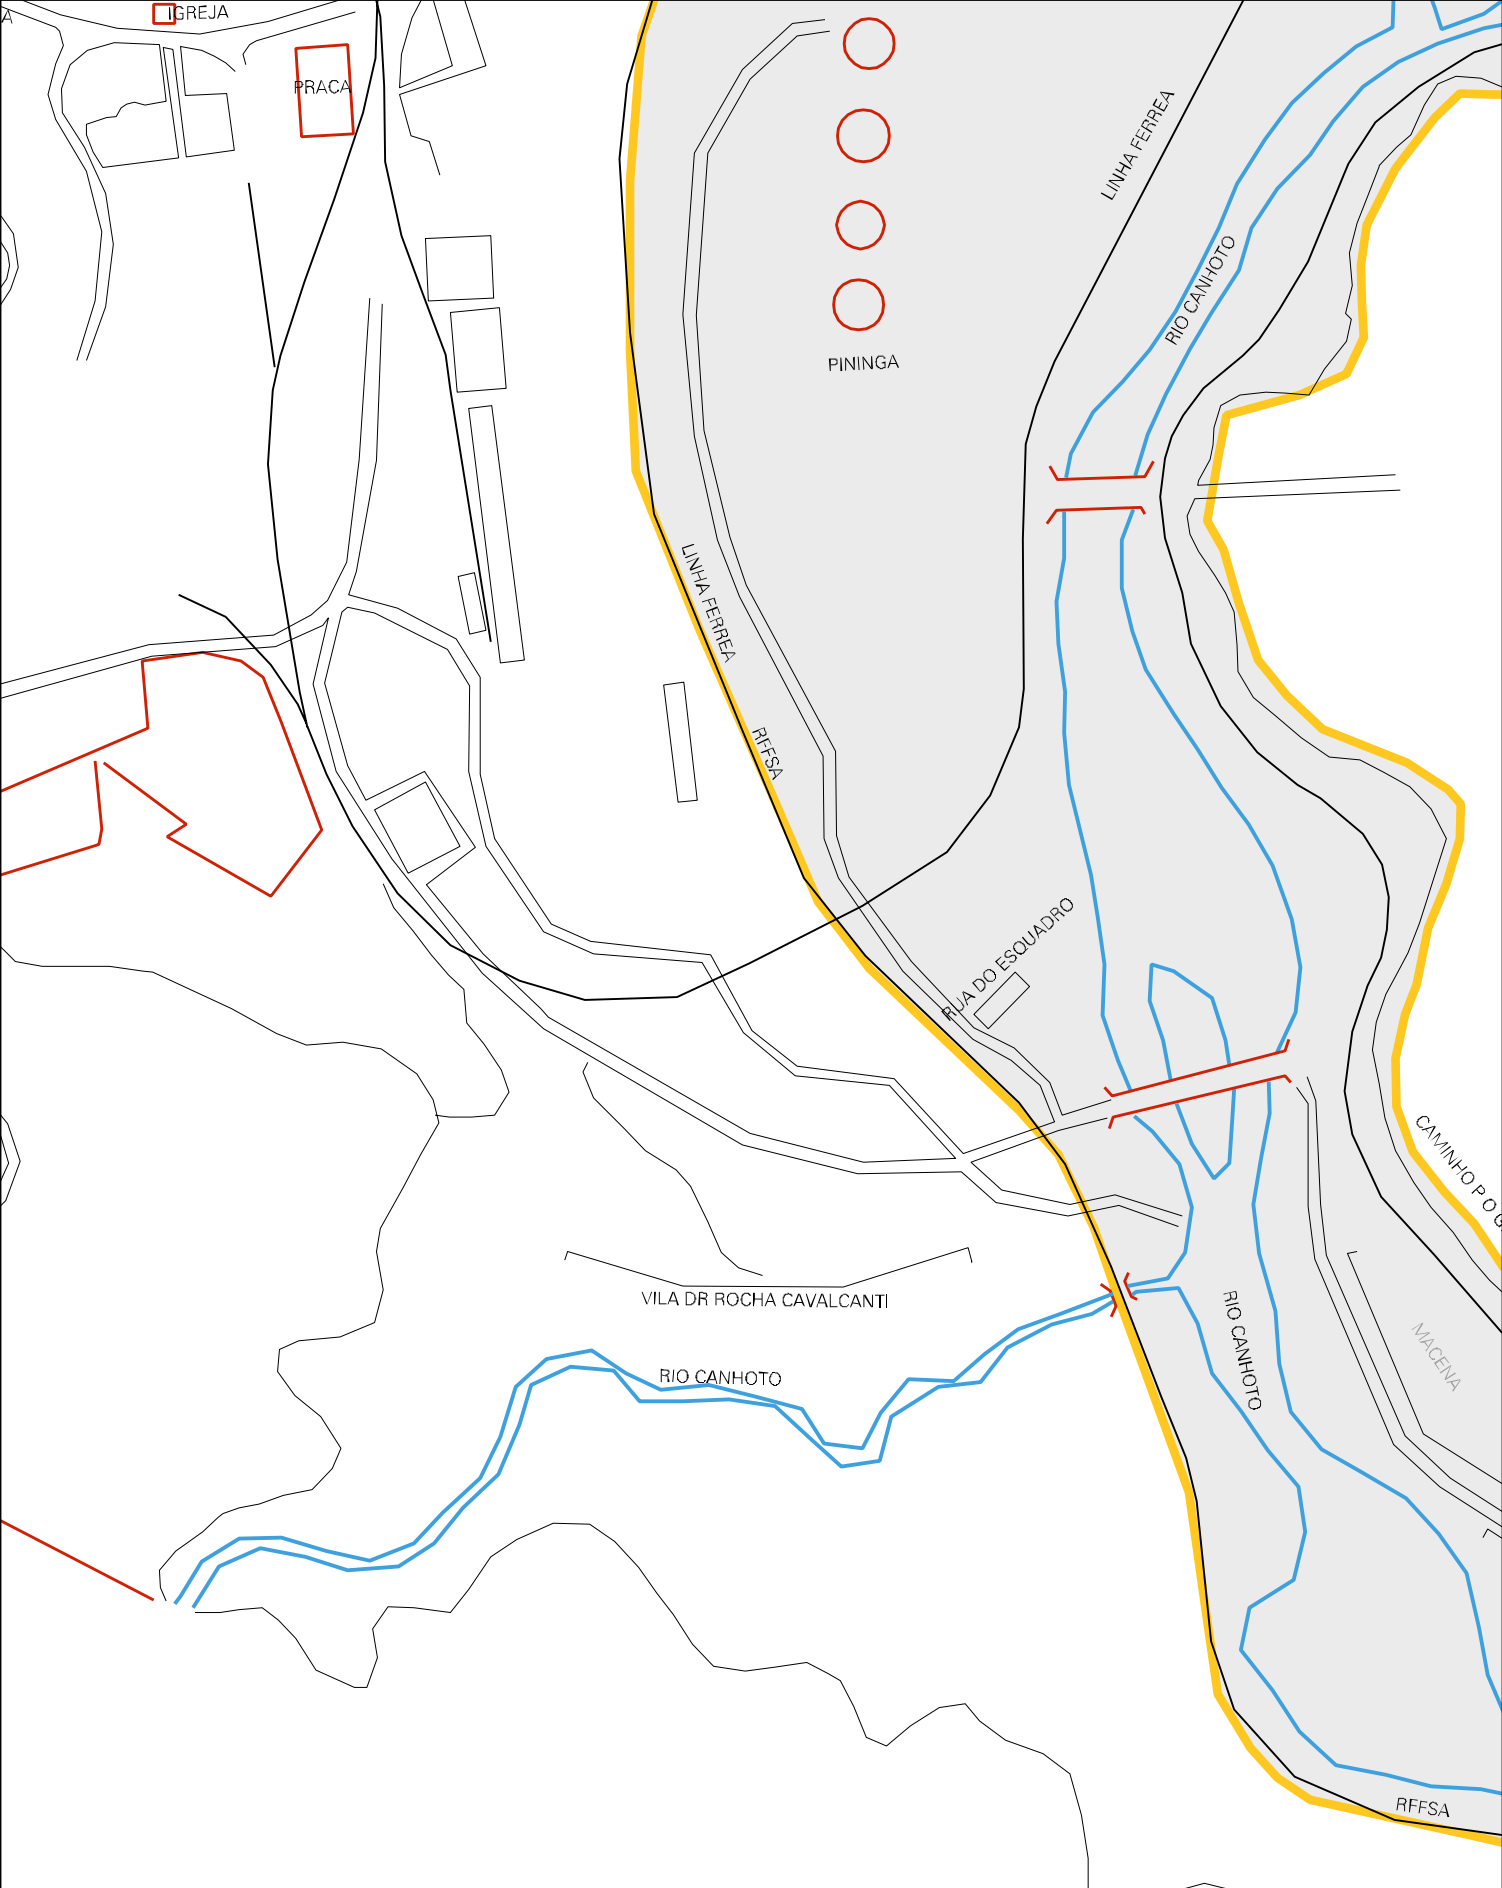 A
IGREJA
PRACA
LINHA FERREA
RIO CANHOTO
PININGA
LINHA FERREA
RFFSA
RUA DO ESQUADRO
CAMINHO P O G
VILA DR ROCHA CAVALCANTI
RIO CANHOTO
RIO CANHOTO
MACENA
RFFSA